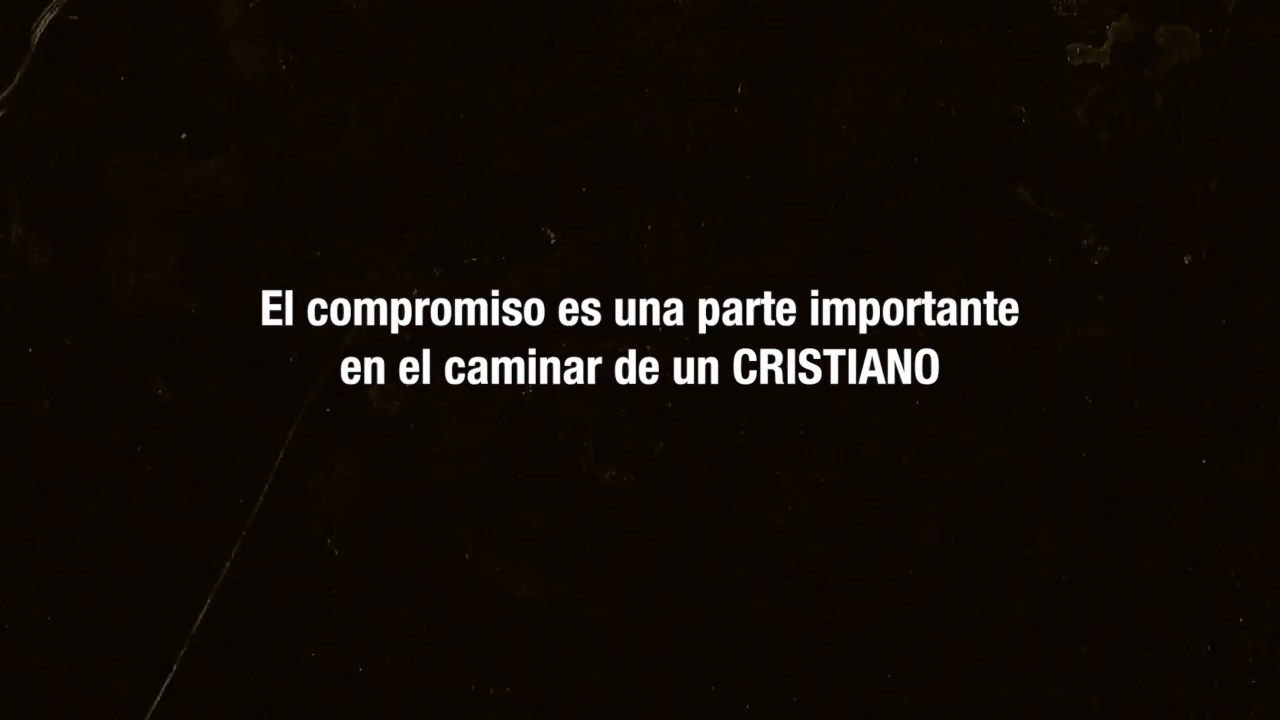 El compromiso es una parte importante
en el caminar de un CRISTIANO